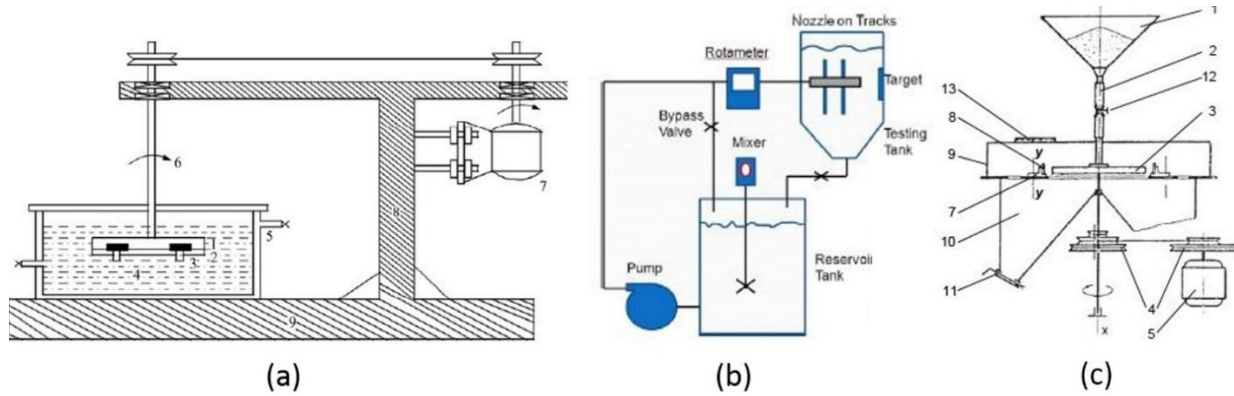 1
2
3
4
5
6
7
8
9
(a)
Nozzle on Tracks
Rotameter
Target
Bypass
Valve
Testing
Tank
Mixer
Reservoir
Tank
Pump
(b)
1
2
12
13
8
3
9
y
y
7
10
11
4
5
x
(c)